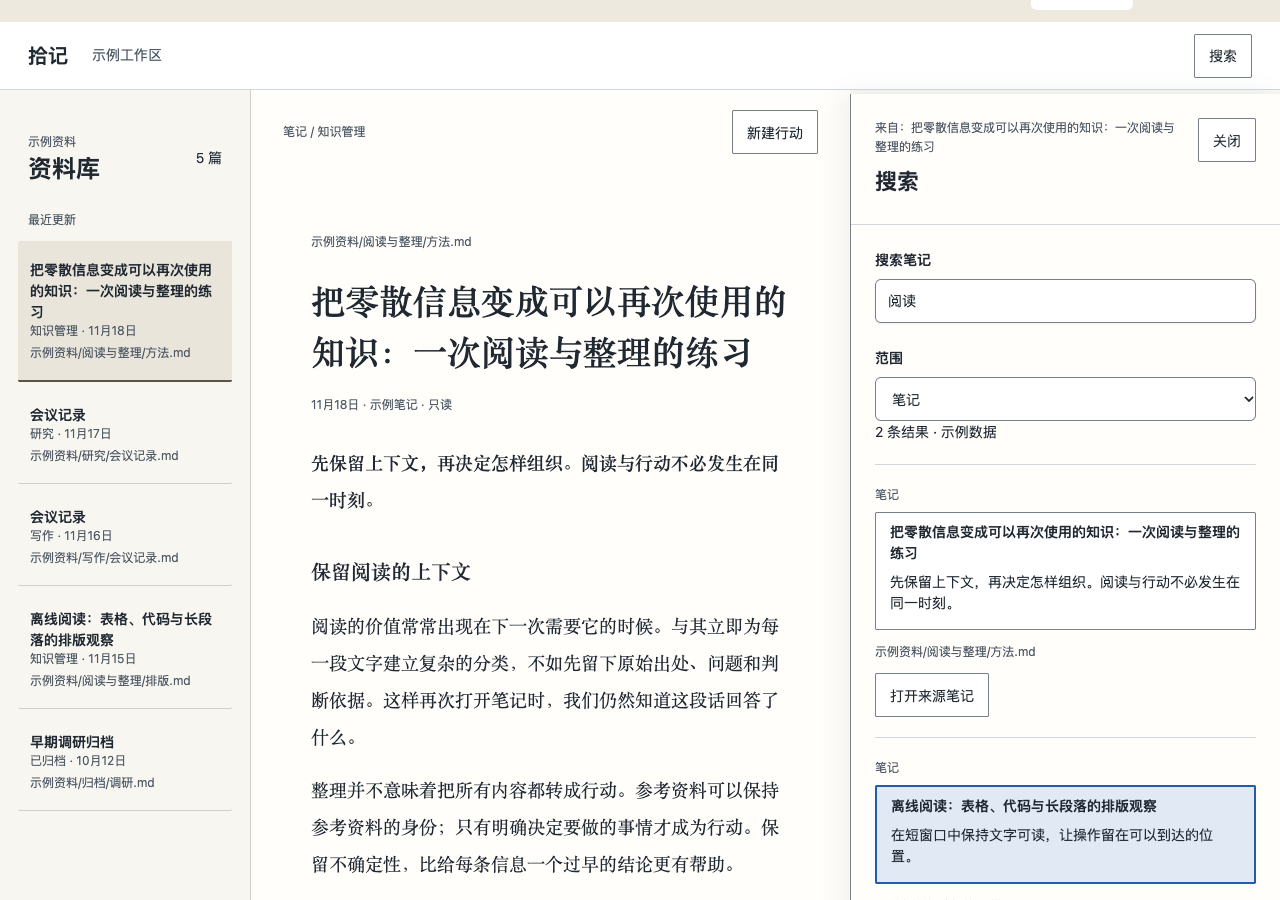 拾记
示例工作区
搜索
示例资料
资料库
5 篇
最近更新
把零散信息变成可以再次使用
的知识：一次阅读与整理的练
习
知识管理 · 11月18日
示例资料/阅读与整理/方法.md
会议记录
研究 · 11月17日
示例资料/研究/会议记录.md
会议记录
写作 · 11月16日
示例资料/写作/会议记录.md
离线阅读：表格、代码与长段
落的排版观察
知识管理 · 11月15日
示例资料/阅读与整理/排版.md
早期调研归档
已归档 · 10月12日
示例资料/归档/调研.md
笔记 / 知识管理
新建行动
示例资料/阅读与整理/方法.md
把零散信息变成可以再次使用的
知识：一次阅读与整理的练习
11月18日 · 示例笔记 · 只读
先保留上下文，再决定怎样组织。阅读与行动不必发生在同
一时刻。
保留阅读的上下文
阅读的价值常常出现在下一次需要它的时候。与其立即为每
一段文字建立复杂的分类，不如先留下原始出处、问题和判
断依据。这样再次打开笔记时，我们仍然知道这段话回答了
什么。
整理并不意味着把所有内容都转成行动。参考资料可以保持
参考资料的身份；只有明确决定要做的事情才成为行动。保
留不确定性，比给每条信息一个过早的结论更有帮助。
来自：把零散信息变成可以再次使用的知识：一次阅读与
整理的练习
搜索
关闭
搜索笔记
阅读
范围
笔记
2 条结果 · 示例数据
笔记
把零散信息变成可以再次使用的知识：一次阅读与整理的
练习
先保留上下文，再决定怎样组织。阅读与行动不必发生在
同一时刻。
示例资料/阅读与整理/方法.md
打开来源笔记
笔记
离线阅读：表格、代码与长段落的排版观察
在短窗口中保持文字可读，让操作留在可以到达的位
置。